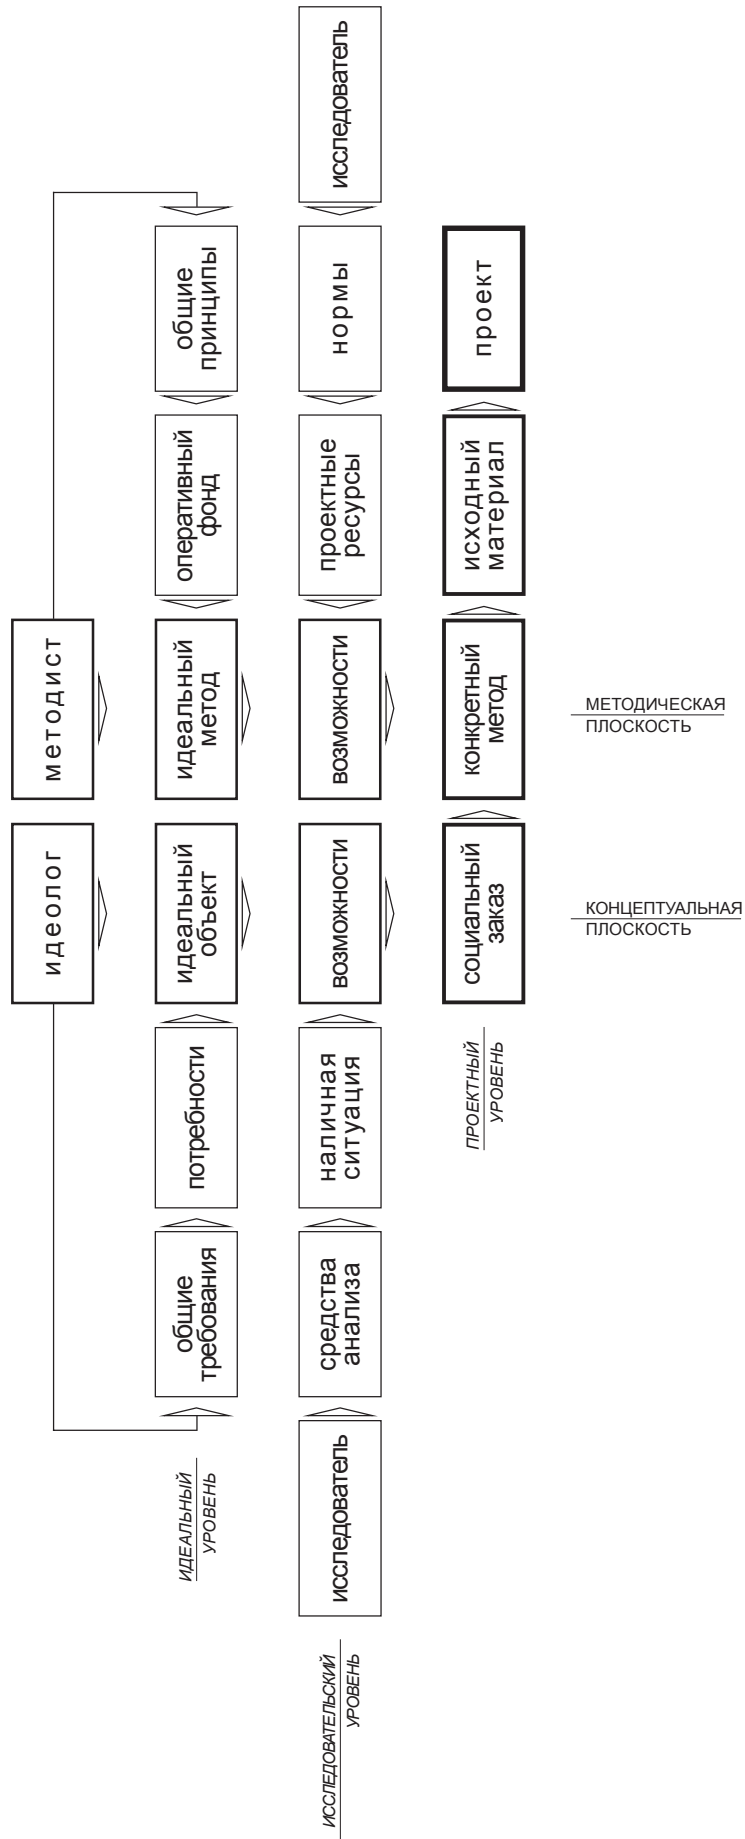 исследователь
общие
принципы
нормы
проект
оперативный
фонд
проектные
ресурсы
исходный
материал
методист
идеальный
метод
возможности
конкретный
метод
МЕТОДИЧЕСКАЯ
ПЛОСКОСТЬ
идеолог
идеальный
объект
возможности
социальный
заказ
КОНЦЕПТУАЛЬНАЯ
ПЛОСКОСТЬ
потребности
наличная
ситуация
ПРОЕКТНЫЙ
УРОВЕНЬ
общие
требования
средства
анализа
ИДЕАЛЬНЫЙ
УРОВЕНЬ
исследователь
ИССЛЕДОВАТЕЛЬСКИЙ
УРОВЕНЬ